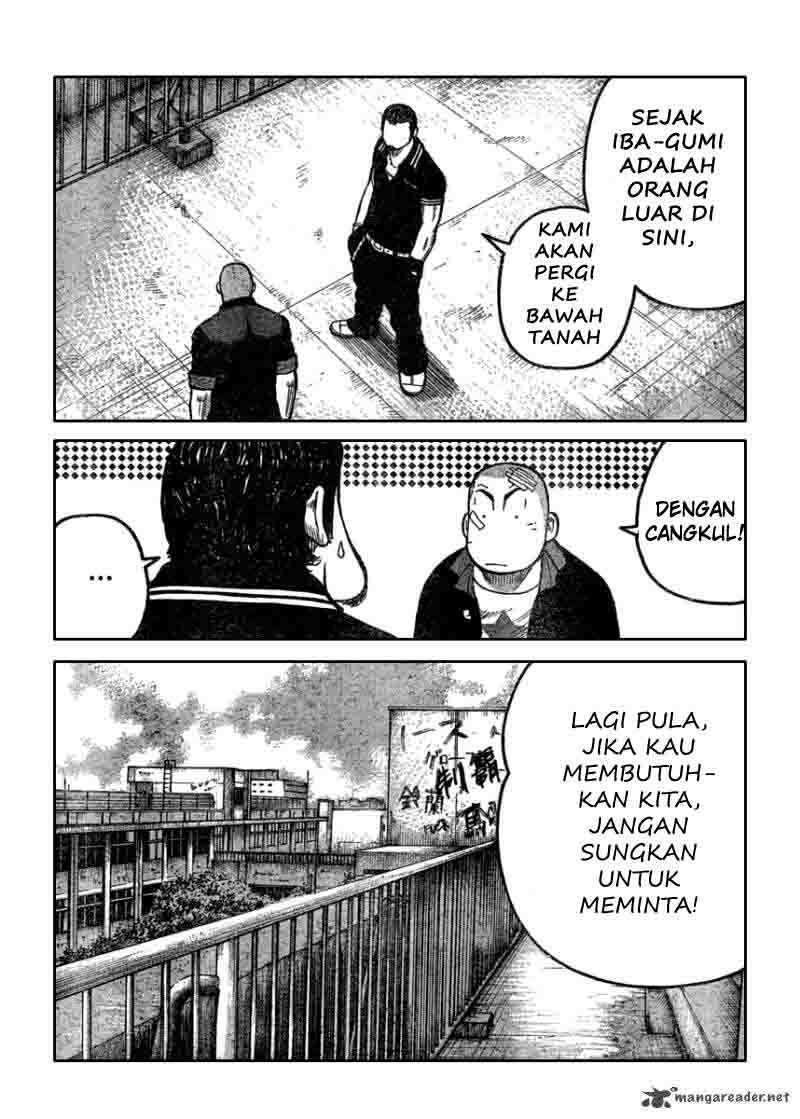 SEJAK
IBA-GUMI
ADALAH
ORANG
LUAR DI
SINI,
KAMI
AKAN
PERGI
KE
BAWAH
TANAH
DENGAN
CANGKUL!
...
LAGI PULA,
JIKA KAU
MEMBUTUH-
KAN KITA,
JANGAN
SUNGKAN
UNTUK
MEMINTA!
制覇
鈴蘭
mangareader.net